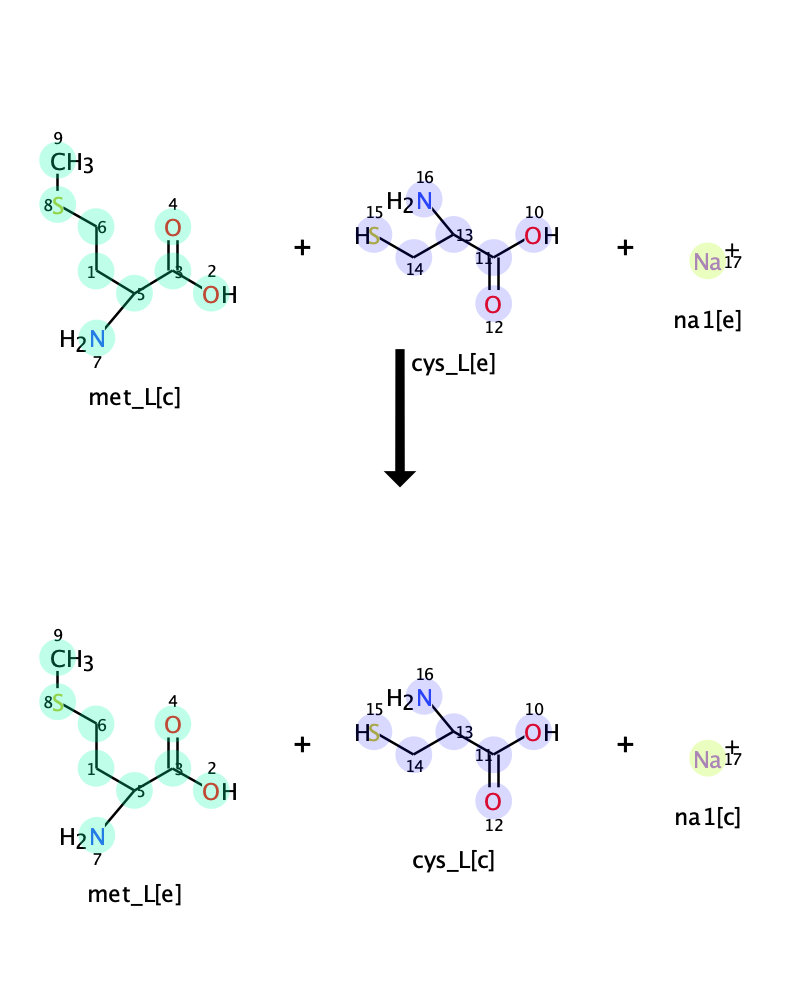 9
CH3
16
8 S
4
H2N
15
10
6
O
HS
13
OH
+
11
+
Na+
17
14
1
3
2
5
OH
O
na1[e]
12
H2N
7
cys_L[e]
met_L[c]
9
CH3
16
8 S
4
H2N
15
10
6
O
HS
13
OH
+
11
+
Na+
17
14
1
3
2
5
OH
O
na1[c]
12
H2N
7
cys_L[c]
met_L[e]